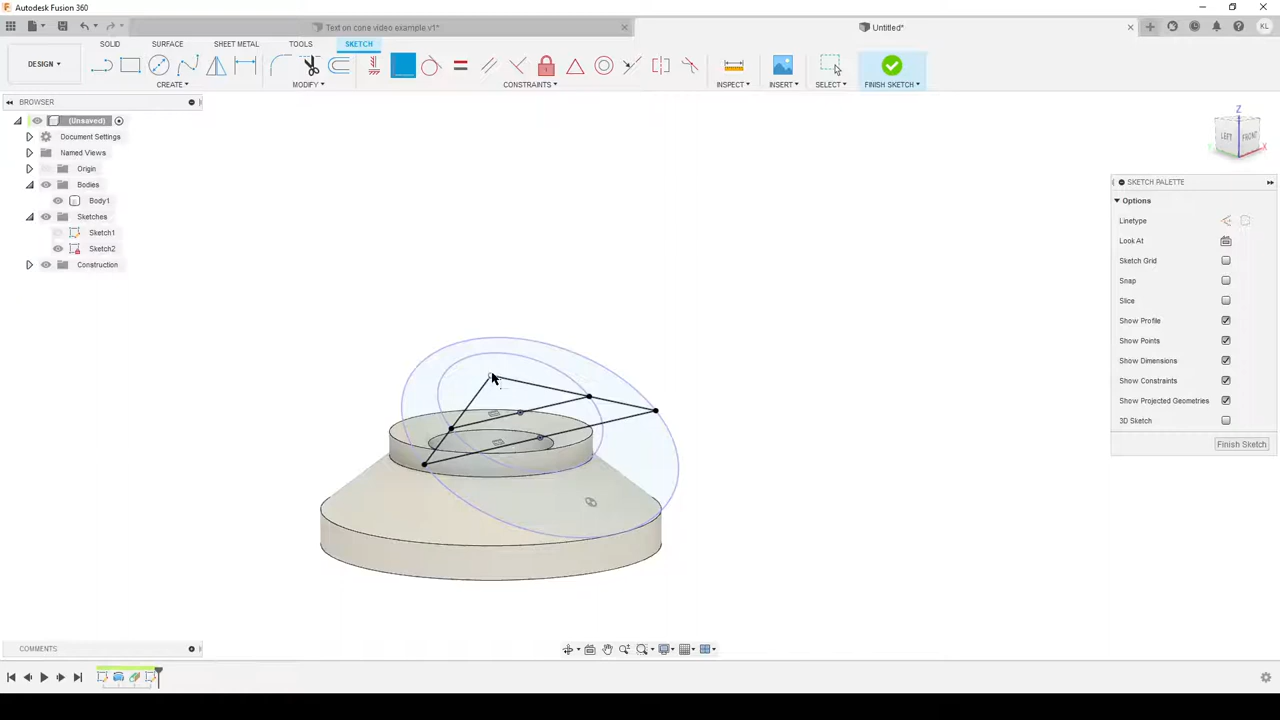 Autodesk Fusion 360
Text on cone video example v1*
Untitled*
KL
DESIGN
SOLID
SURFACE
SHEET METAL
TOOLS
SKETCH
CREATE
MODIFY
CONSTRAINTS
INSPECT
INSERT
SELECT
FINISH SKETCH
BROWSER
(Unsaved)
Document Settings
Named Views
Origin
Bodies
Body1
Sketches
Sketch1
Sketch2
Construction
Z
LEFT
FRONT
Y
X
SKETCH PALETTE
Options
Linetype
Look At
Sketch Grid
Snap
Slice
Show Profile
Show Points
Show Dimensions
Show Constraints
Show Projected Geometries
3D Sketch
Finish Sketch
COMMENTS